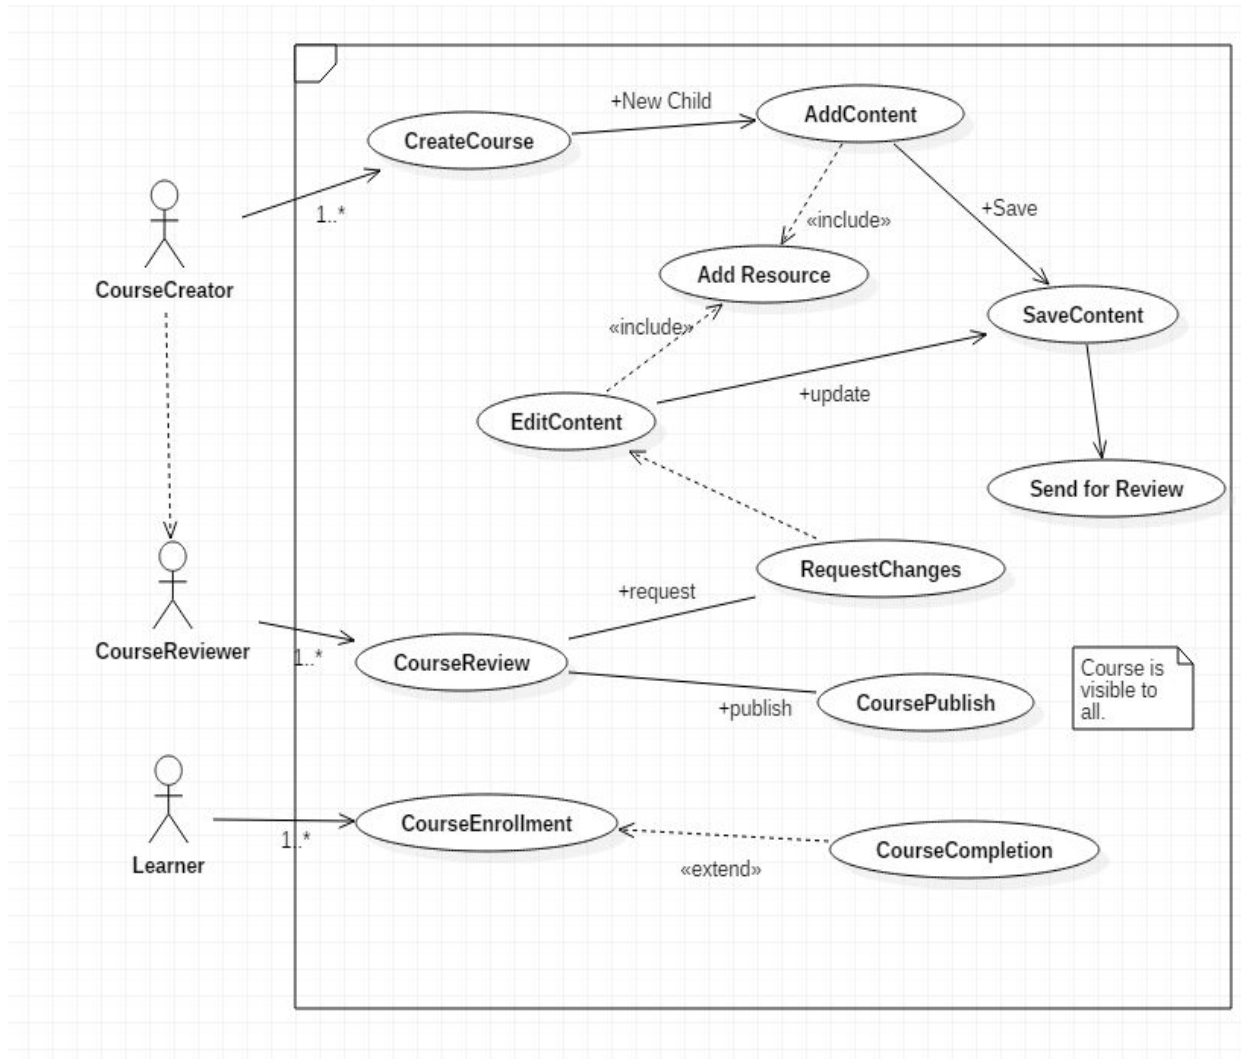 +New Child
AddContent
CreateCourse
1..*
+Save
«include»
CourseCreator
Add Resource
SaveContent
«include»
+update
EditContent
Send for Review
RequestChanges
+request
CourseReviewer
1..*
CourseReview
Course is
visible to
all.
CoursePublish
+publish
CourseEnrollment
1..*
CourseCompletion
Learner
«extend»